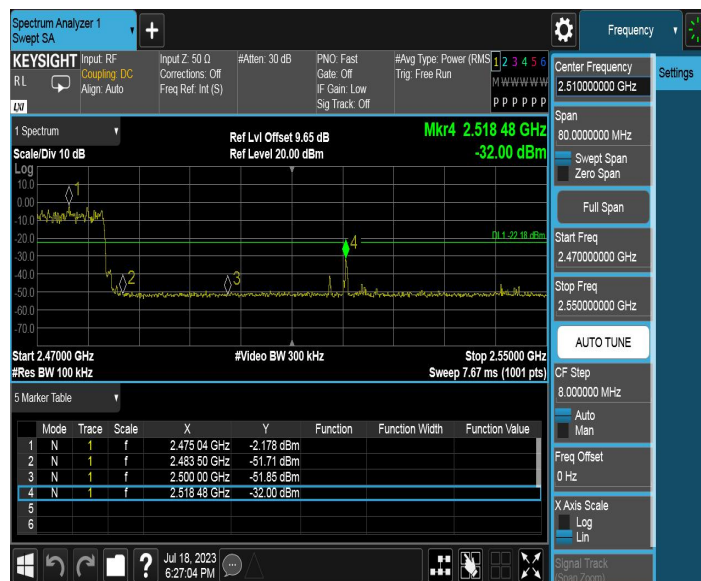 Spectrum Analyzer 1
Swept SA
+
Frequency
KEYSIGHT
RL
LXI
Input: RF
Coupling: DC
Align: Auto
Input Z: 50 Ω
Corrections: Off
Freq Ref: Int (S)
#Atten: 30 dB
PNO: Fast
Gate: Off
IF Gain: Low
Sig Track: Off
#Avg Type: Power (RMS
Trig: Free Run
1 2 3 4 5 6
M W W W W W
P P P P P P
Center Frequency
2.510000000 GHz
Settings
Span
80.0000000 MHz
Swept Span
Zero Span
Full Span
Start Freq
2.470000000 GHz
Stop Freq
2.550000000 GHz
AUTO TUNE
CF Step
8.000000 MHz
Auto
Man
Freq Offset
0 Hz
X Axis Scale
Log
Lin
Signal Track
(Span Zoom)
1 Spectrum
Scale/Div 10 dB
Ref Lvl Offset 9.65 dB
Ref Level 20.00 dBm
Mkr4 2.518 48 GHz
-32.00 dBm
Log
10.0
0.00
-10.0
-20.0
-30.0
-40.0
-50.0
-60.0
-70.0
1
2
3
4
DL1 -22.18 dBm
Start 2.47000 GHz
#Res BW 100 kHz
#Video BW 300 kHz
Stop 2.55000 GHz
Sweep 7.67 ms (1001 pts)
5 Marker Table
Mode Trace Scale X Y Function Function Width Function Value
1 N 1 f 2.475 04 GHz -2.178 dBm
2 N 1 f 2.483 50 GHz -51.71 dBm
3 N 1 f 2.500 00 GHz -51.85 dBm
4 N 1 f 2.518 48 GHz -32.00 dBm
5
6
?
Jul 18, 2023
6:27:04 PM